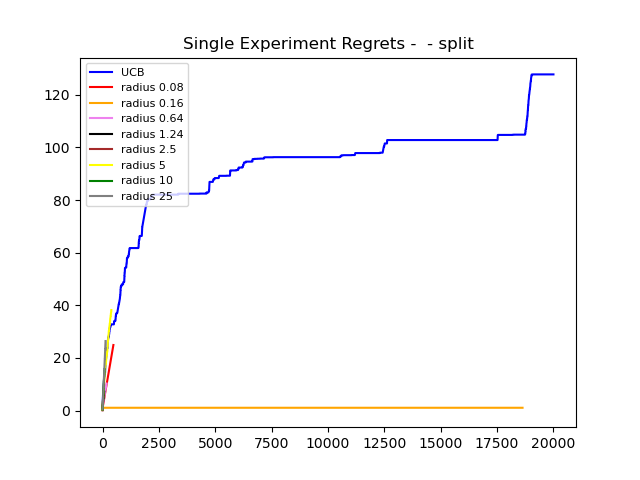 Single Experiment Regrets -  - split
UCB
radius 0.08
radius 0.16
radius 0.64
radius 1.24
radius 2.5
radius 5
radius 10
radius 25
120
100
80
60
40
20
0
0 2500 5000 7500 10000 12500 15000 17500 20000